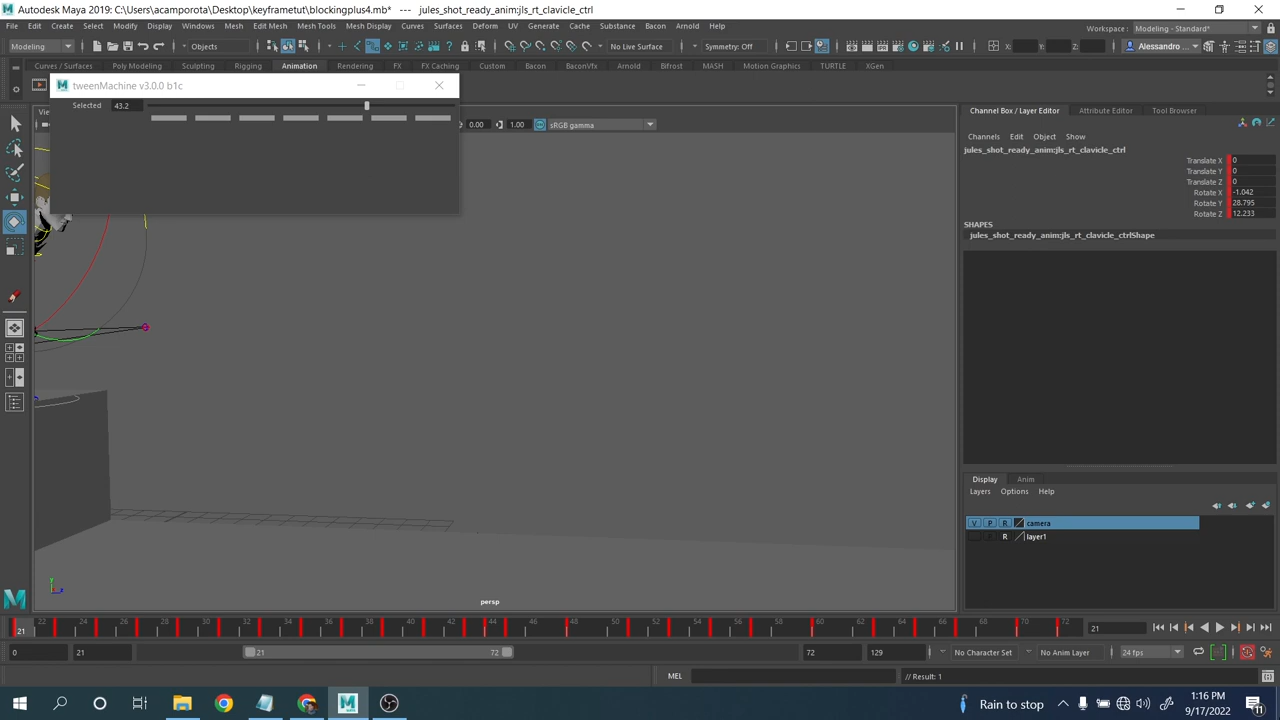 Autodesk Maya 2019: C:\Users\acamporota\Desktop\keyframetut\blockingplus4.mb* --- jules_shot_ready_anim:jls_rt_clavicle_ctrl
File Edit Create Select Modify Display Windows Mesh Edit Mesh Mesh Tools Mesh Display Curves Surfaces Deform UV Generate Cache Substance Bacon Arnold Help
Workspace : Modeling - Standard*
Modeling Objects No Live Surface Symmetry: Off X: Y: Z: Alessandro ...
Curves / Surfaces Poly Modeling Sculpting Rigging Animation Rendering FX FX Caching Custom Bacon BaconVfx Arnold Bifrost MASH Motion Graphics TURTLE XGen
tweenMachine v3.0.0 b1c
Selected 43.2
0.00 1.00 sRGB gamma
Channel Box / Layer Editor Attribute Editor Tool Browser
Channels Edit Object Show
jules_shot_ready_anim:jls_rt_clavicle_ctrl
Translate X 0
Translate Y 0
Translate Z 0
Rotate X -1.042
Rotate Y 28.795
Rotate Z 12.233
SHAPES
jules_shot_ready_anim:jls_rt_clavicle_ctrlShape
Display Anim
Layers Options Help
V P R camera
R layer1
persp
21 22 24 26 28 30 32 34 36 38 40 42 44 46 48 50 52 54 56 58 60 62 64 66 68 70 72 21
0 21 21 72 72 129 No Character Set No Anim Layer 24 fps
MEL // Result: 1
Rain to stop
1:16 PM
9/17/2022
11